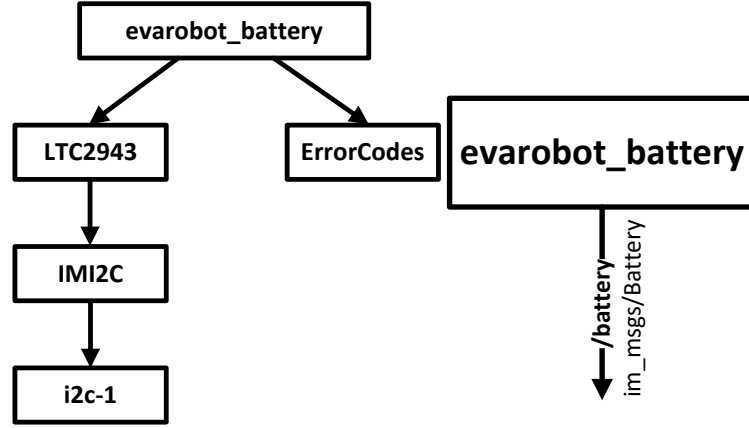 evarobot_battery
LTC2943
ErrorCodes
IMI2C
i2c-1
evarobot_battery
/battery
im_msgs/Battery